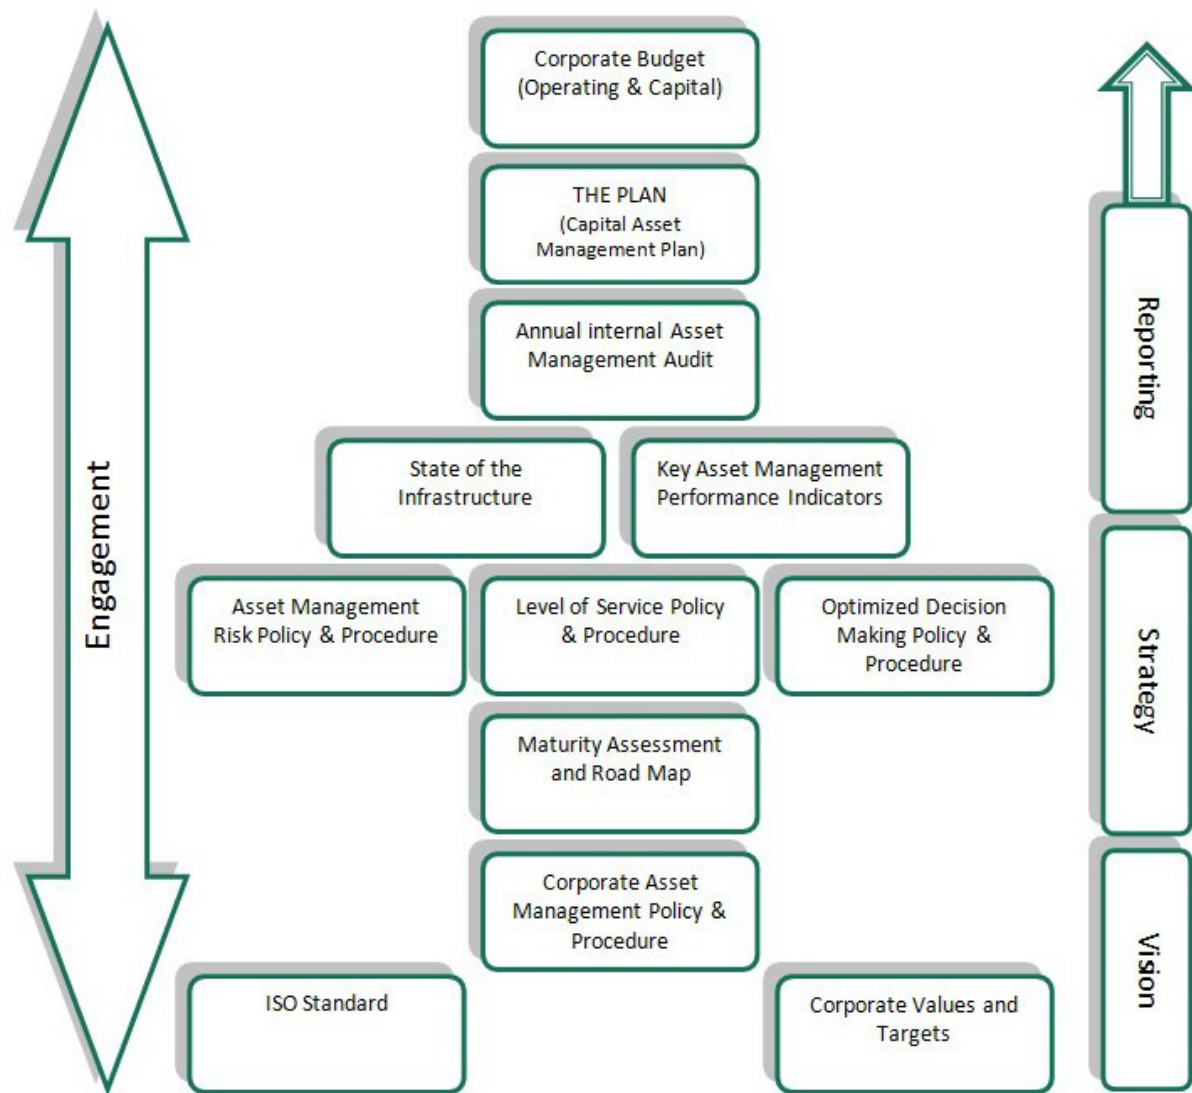 Corporate Budget
(Operating & Capital)
THE PLAN
(Capital Asset
Management Plan)
Annual internal Asset
Management Audit
State of the
Infrastructure
Key Asset Management
Performance Indicators
Asset Management
Risk Policy & Procedure
Level of Service Policy
& Procedure
Optimized Decision
Making Policy &
Procedure
Maturity Assessment
and Road Map
Corporate Asset
Management Policy &
Procedure
ISO Standard
Corporate Values and
Targets
Engagement
Reporting
Strategy
Vision